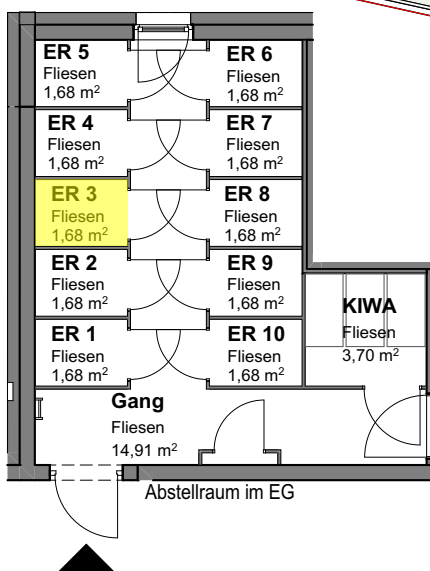 ER 5
Fliesen
1,68 m²
ER 6
Fliesen
1,68 m²
ER 4
Fliesen
1,68 m²
ER 7
Fliesen
1,68 m²
ER 3
Fliesen
1,68 m²
ER 8
Fliesen
1,68 m²
ER 2
Fliesen
1,68 m²
ER 9
Fliesen
1,68 m²
KIWA
Fliesen
3,70 m²
ER 1
Fliesen
1,68 m²
ER 10
Fliesen
1,68 m²
Gang
Fliesen
14,91 m²
Abstellraum im EG